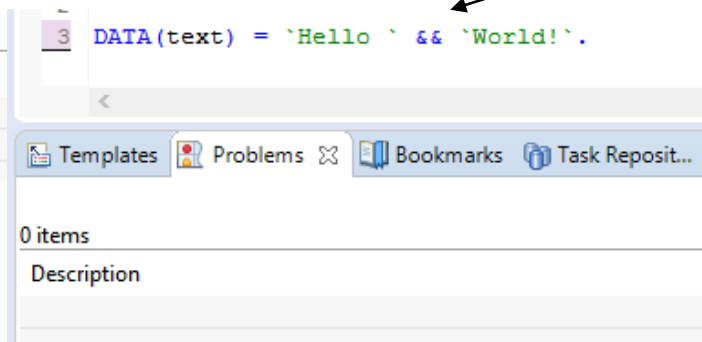 3 DATA(text) = `Hello ` && `World!`.
Templates Problems Bookmarks Task Reposit...
0 items
Description